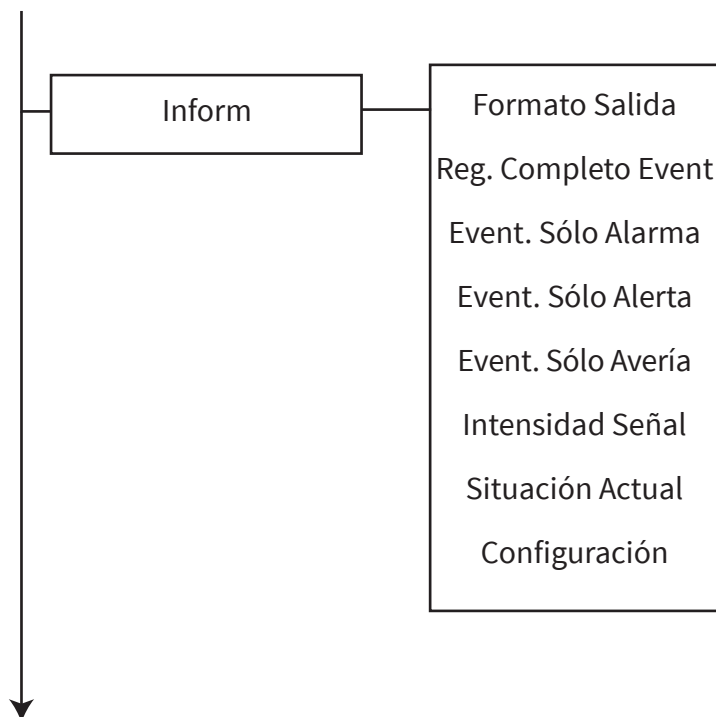 Inform
Formato Salida
Reg. Completo Event
Event. Sólo Alarma
Event. Sólo Alerta
Event. Sólo Avería
Intensidad Señal
Situación Actual
Configuración